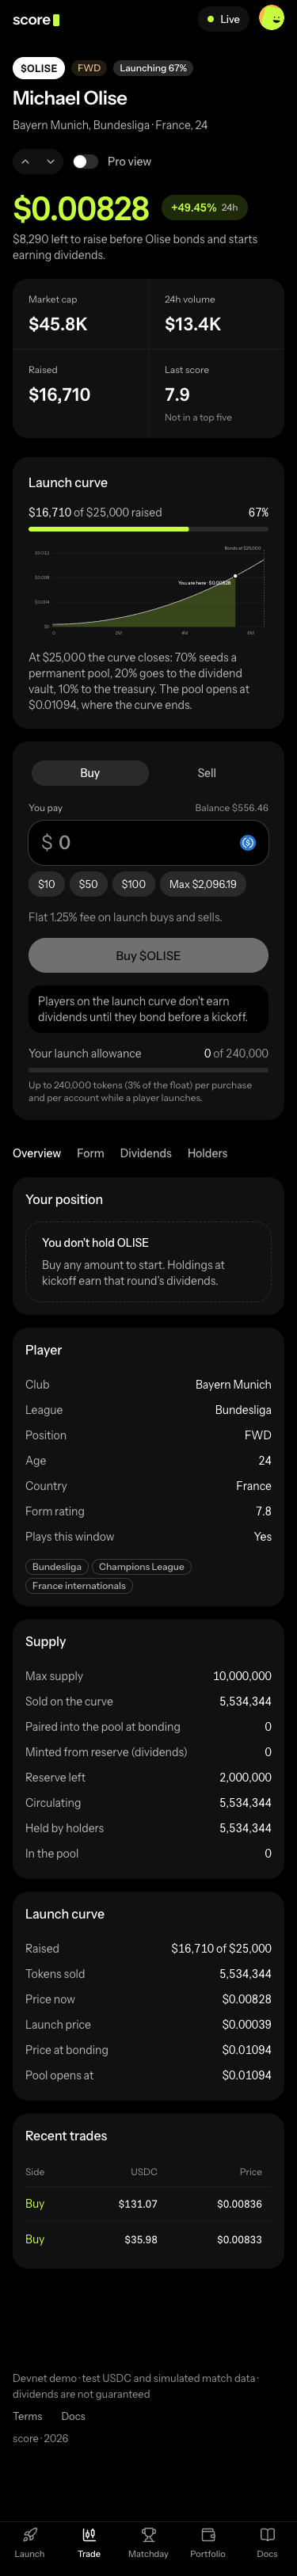 score
Live
$OLISE FWD Launching 67%
Michael Olise
Bayern Munich, Bundesliga · France, 24
Pro view
$0.00828 +49.45% 24h
$8,290 left to raise before Olise bonds and starts
earning dividends.
Market cap
$45.8K
24h volume
$13.4K
Raised
$16,710
Last score
7.9
Not in a top five
Launch curve
$16,710 of $25,000 raised 67%
Bonds at $25,000
$0.012
$0.008
You are here · $0.00828
$0.004
$0
0 2M 4M 6M
At $25,000 the curve closes: 70% seeds a
permanent pool, 20% goes to the dividend
vault, 10% to the treasury. The pool opens at
$0.01094, where the curve ends.
Buy Sell
You pay Balance $556.46
$ 0
$10 $50 $100 Max $2,096.19
Flat 1.25% fee on launch buys and sells.
Buy $OLISE
Players on the launch curve don't earn
dividends until they bond before a kickoff.
Your launch allowance 0 of 240,000
Up to 240,000 tokens (3% of the float) per purchase
and per account while a player launches.
Overview Form Dividends Holders
Your position
You don't hold OLISE
Buy any amount to start. Holdings at
kickoff earn that round's dividends.
Player
Club Bayern Munich
League Bundesliga
Position FWD
Age 24
Country France
Form rating 7.8
Plays this window Yes
Bundesliga Champions League
France internationals
Supply
Max supply 10,000,000
Sold on the curve 5,534,344
Paired into the pool at bonding 0
Minted from reserve (dividends) 0
Reserve left 2,000,000
Circulating 5,534,344
Held by holders 5,534,344
In the pool 0
Launch curve
Raised $16,710 of $25,000
Tokens sold 5,534,344
Price now $0.00828
Launch price $0.00039
Price at bonding $0.01094
Pool opens at $0.01094
Recent trades
Side USDC Price
Buy $131.07 $0.00836
Buy $35.98 $0.00833
Devnet demo · test USDC and simulated match data ·
dividends are not guaranteed
Terms Docs
score · 2026
Launch Trade Matchday Portfolio Docs